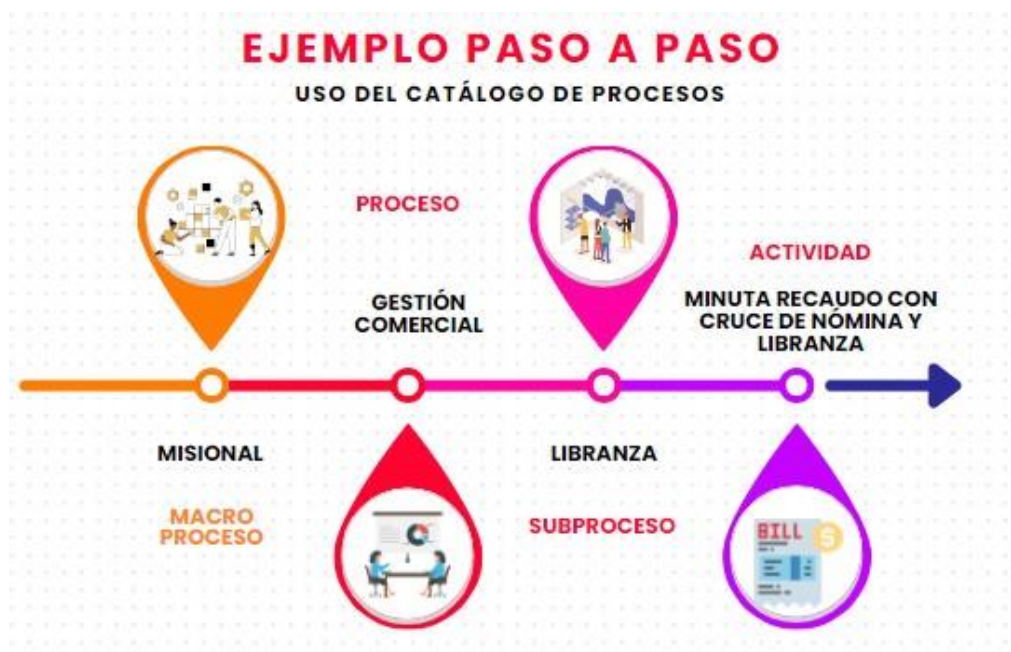 EJEMPLO PASO A PASO
USO DEL CATÁLOGO DE PROCESOS
MISIONAL
MACRO
PROCESO
PROCESO
GESTIÓN
COMERCIAL
LIBRANZA
SUBPROCESO
ACTIVIDAD
MINUTA RECAUDO CON
CRUCE DE NÓMINA Y
LIBRANZA
BILL
$